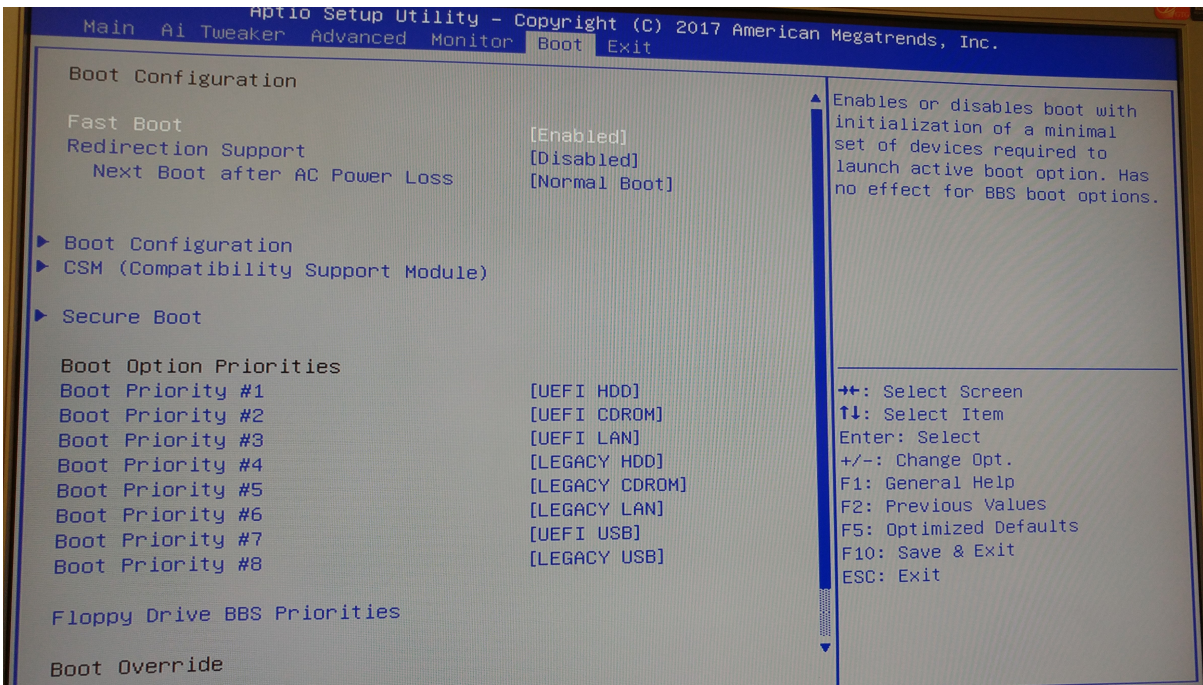 Aptio Setup Utility – Copyright (C) 2017 American Megatrends, Inc.
Main Ai Tweaker Advanced Monitor Boot Exit
Boot Configuration
Fast Boot [Enabled]
Redirection Support [Disabled]
Next Boot after AC Power Loss [Normal Boot]
Boot Configuration
CSM (Compatibility Support Module)
Secure Boot
Boot Option Priorities
Boot Priority #1 [UEFI HDD]
Boot Priority #2 [UEFI CDROM]
Boot Priority #3 [UEFI LAN]
Boot Priority #4 [LEGACY HDD]
Boot Priority #5 [LEGACY CDROM]
Boot Priority #6 [LEGACY LAN]
Boot Priority #7 [UEFI USB]
Boot Priority #8 [LEGACY USB]
Floppy Drive BBS Priorities
Boot Override
Enables or disables boot with
initialization of a minimal
set of devices required to
launch active boot option. Has
no effect for BBS boot options.
→←: Select Screen
↑↓: Select Item
Enter: Select
+/-: Change Opt.
F1: General Help
F2: Previous Values
F5: Optimized Defaults
F10: Save & Exit
ESC: Exit